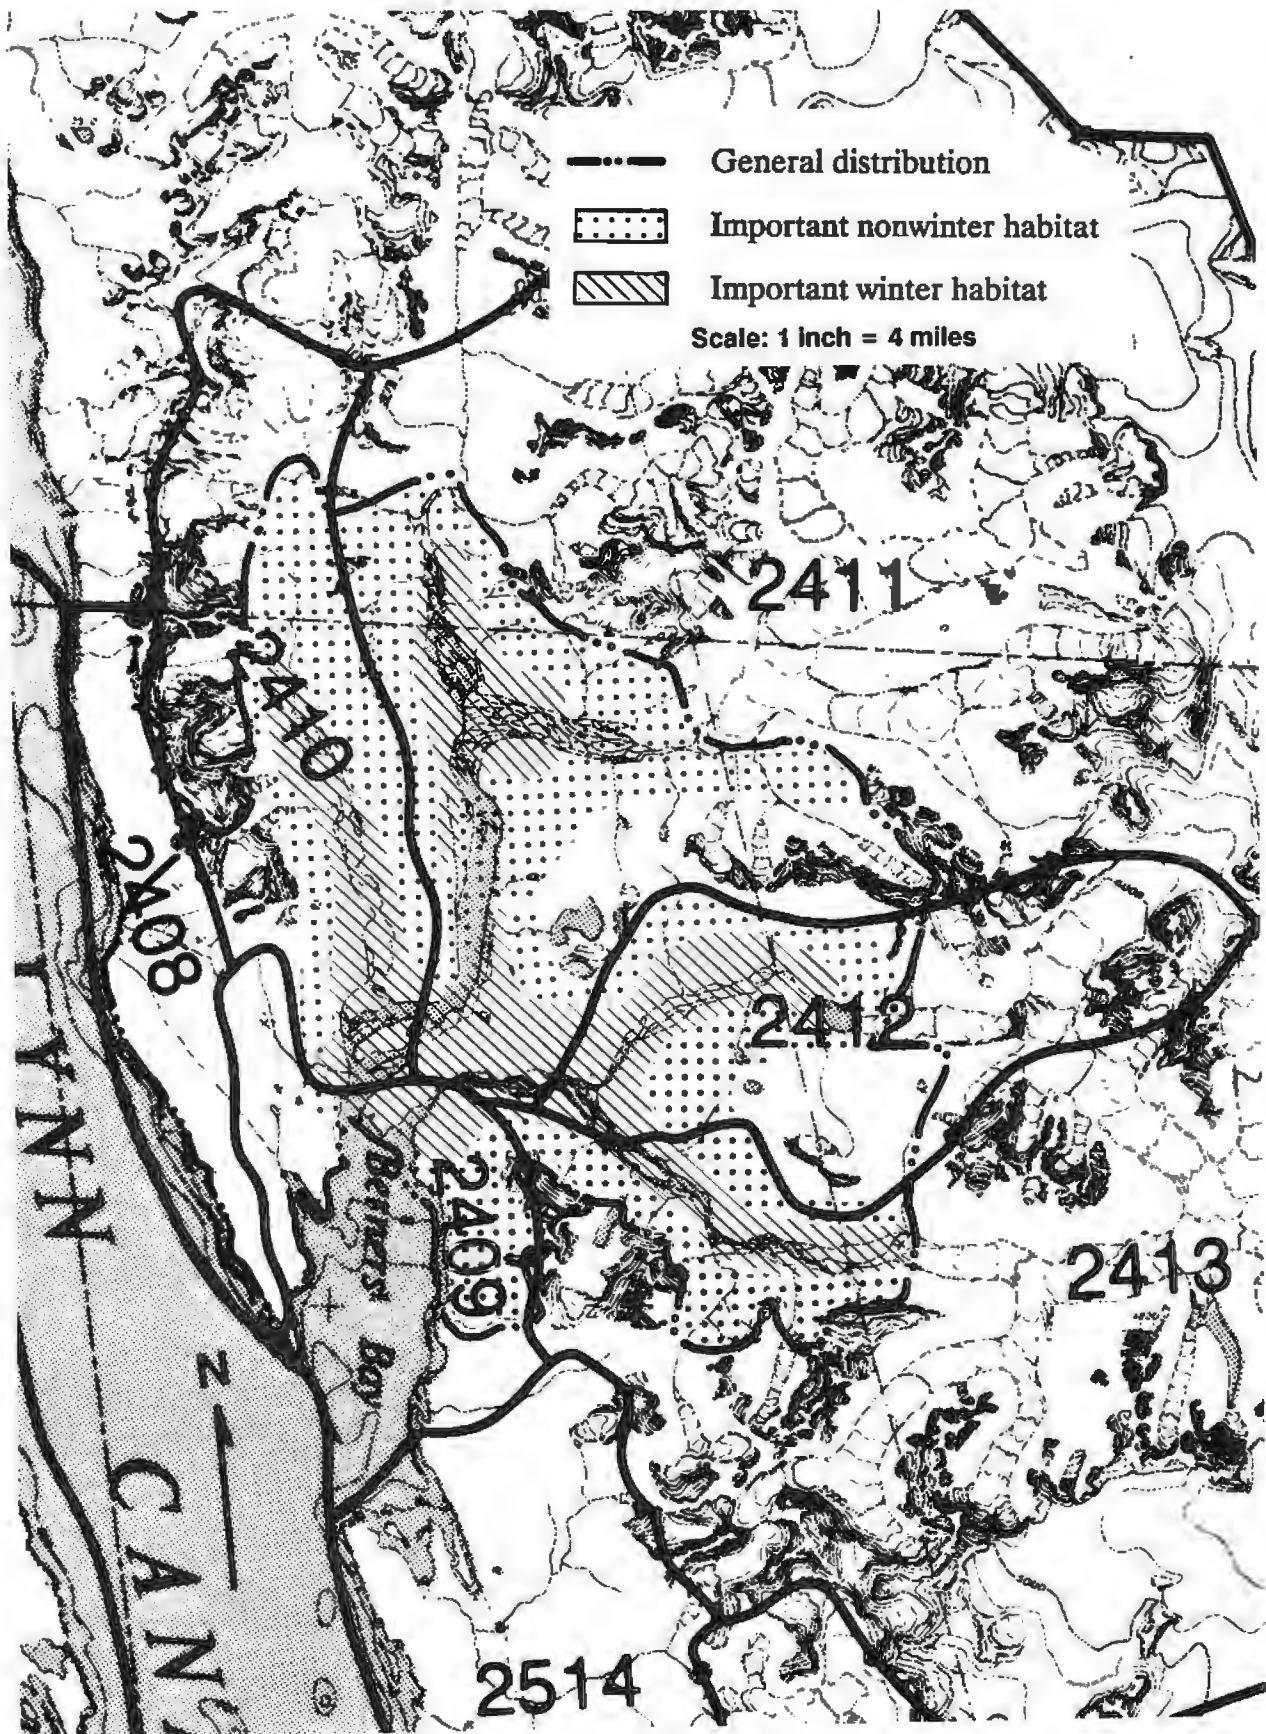 General distribution
Important nonwinter habitat
Important winter habitat
Scale: 1 inch = 4 miles
2411
2410
2408
2412
LYNN
Berners Bay
2409
2413
N
CAN
2514